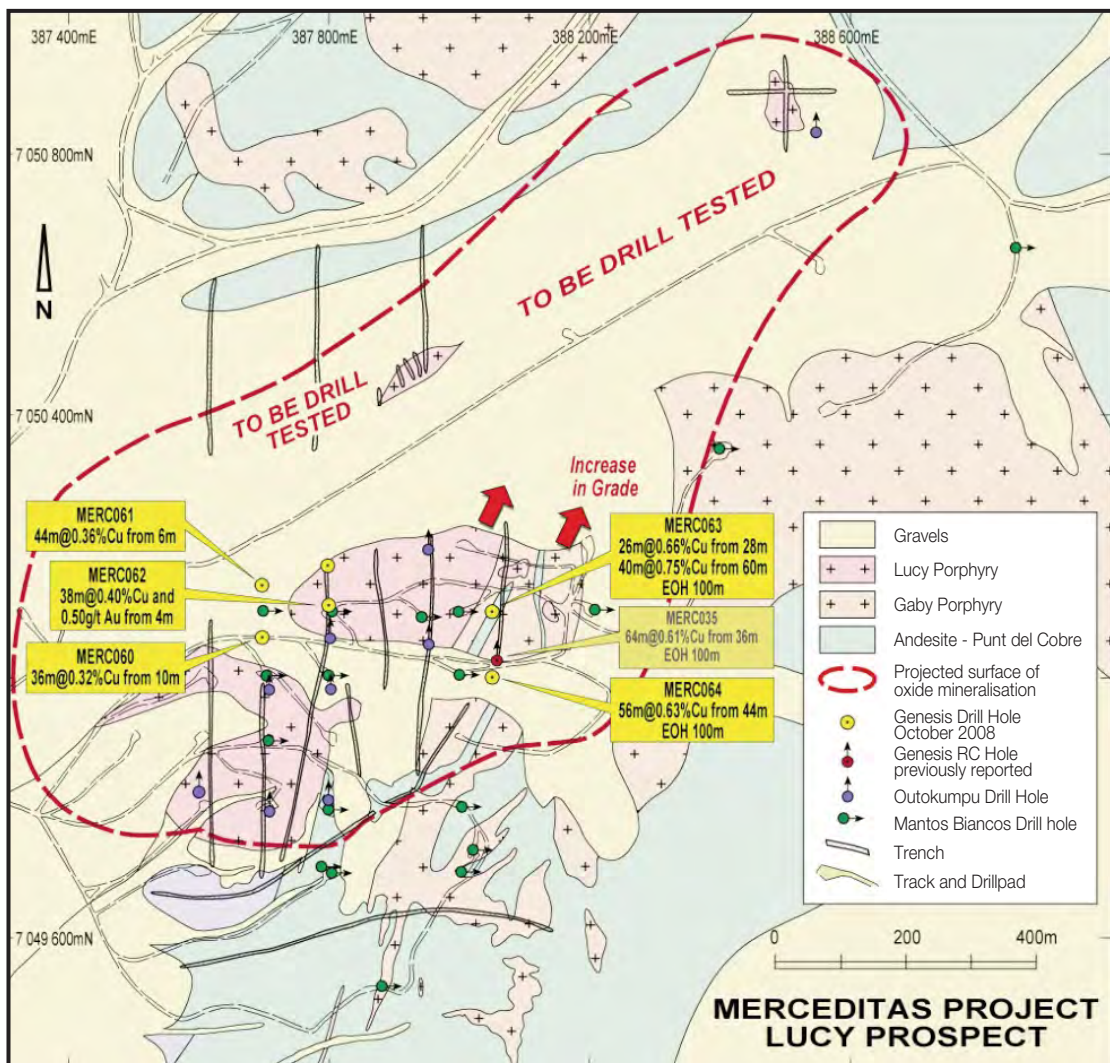 387 400mE
387 800mE
388 200mE
388 600mE
7 050 800mN
N
TO BE DRILL TESTED
TO BE DRILL
TESTED
7 050 400mN
Increase
in Grade
MERC061
44m@0.36%Cu from 6m
MERC062
38m@0.40%Cu and
0.50g/t Au from 4m
MERC060
36m@0.32%Cu from 10m
MERC063
26m@0.66%Cu from 28m
40m@0.75%Cu from 60m
EOH 100m
MERC035
64m@0.61%Cu from 36m
EOH 100m
MERC064
56m@0.63%Cu from 44m
EOH 100m
7 049 600mN
Gravels
Lucy Porphyry
Gaby Porphyry
Andesite - Punt del Cobre
Projected surface of
oxide mineralisation
Genesis Drill Hole
October 2008
Genesis RC Hole
previously reported
Outokumpu Drill Hole
Mantos Biancos Drill hole
Trench
Track and Drillpad
0 200 400m
MERCEDITAS PROJECT
LUCY PROSPECT